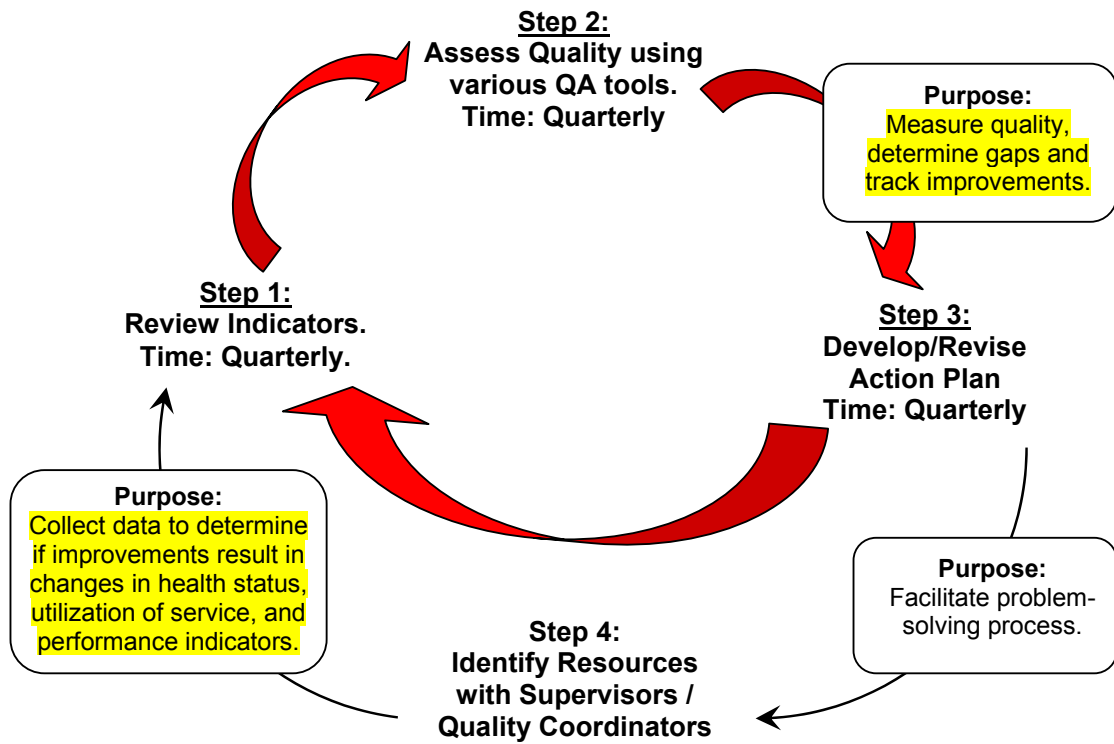 Step 2:
Assess Quality using
various QA tools.
Time: Quarterly
Purpose:
Measure quality,
determine gaps and
track improvements.
Step 1:
Review Indicators.
Time: Quarterly.
Step 3:
Develop/Revise
Action Plan
Time: Quarterly
Purpose:
Collect data to determine
if improvements result in
changes in health status,
utilization of service, and
performance indicators.
Purpose:
Facilitate problem-
solving process.
Step 4:
Identify Resources
with Supervisors /
Quality Coordinators